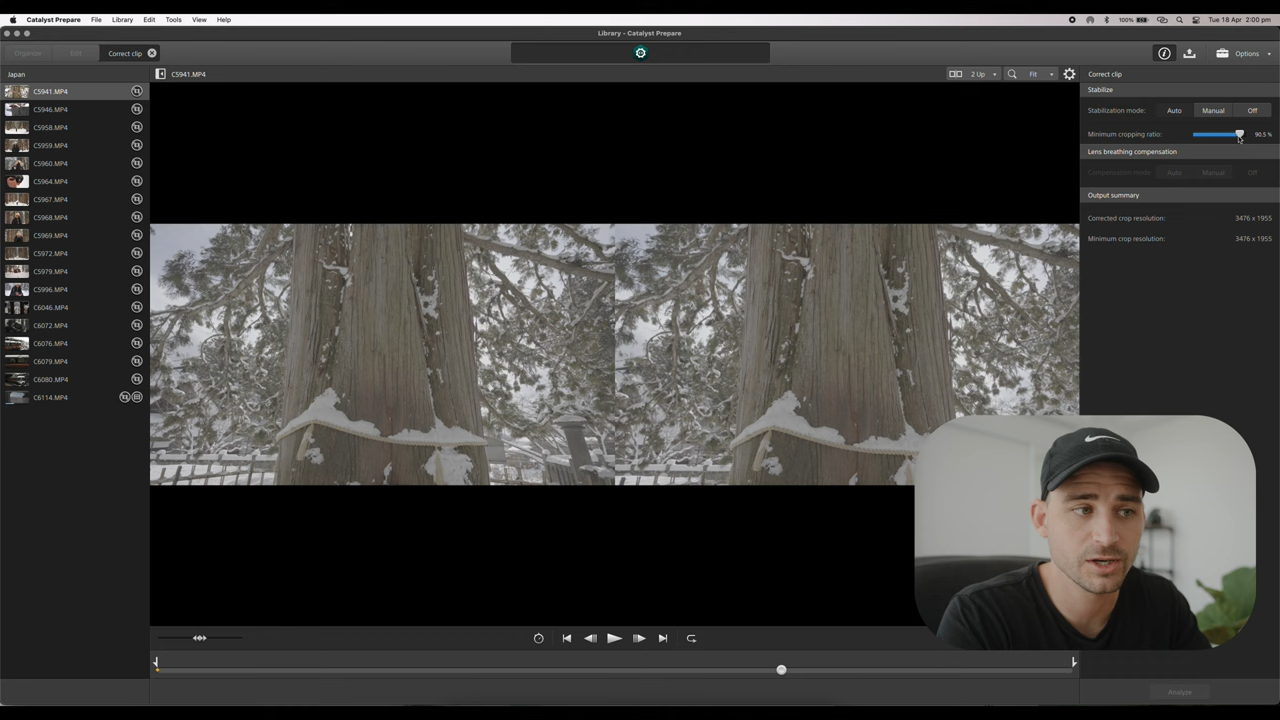 Catalyst Prepare File Library Edit Tools View Help 100% Tue 18 Apr 2:00 pm
Library - Catalyst Prepare
Organize Edit Correct clip Options
Japan
C5941.MP4
C5946.MP4
C5958.MP4
C5959.MP4
C5960.MP4
C5964.MP4
C5967.MP4
C5968.MP4
C5969.MP4
C5972.MP4
C5979.MP4
C5996.MP4
C6046.MP4
C6072.MP4
C6076.MP4
C6079.MP4
C6080.MP4
C6114.MP4
C5941.MP4 2 Up Fit
Correct clip
Stabilize
Stabilization mode: Auto Manual Off
Minimum cropping ratio: 90.5 %
Lens breathing compensation
Compensation mode: Auto Manual Off
Output summary
Corrected crop resolution: 3476 x 1955
Minimum crop resolution: 3476 x 1955
Analyze